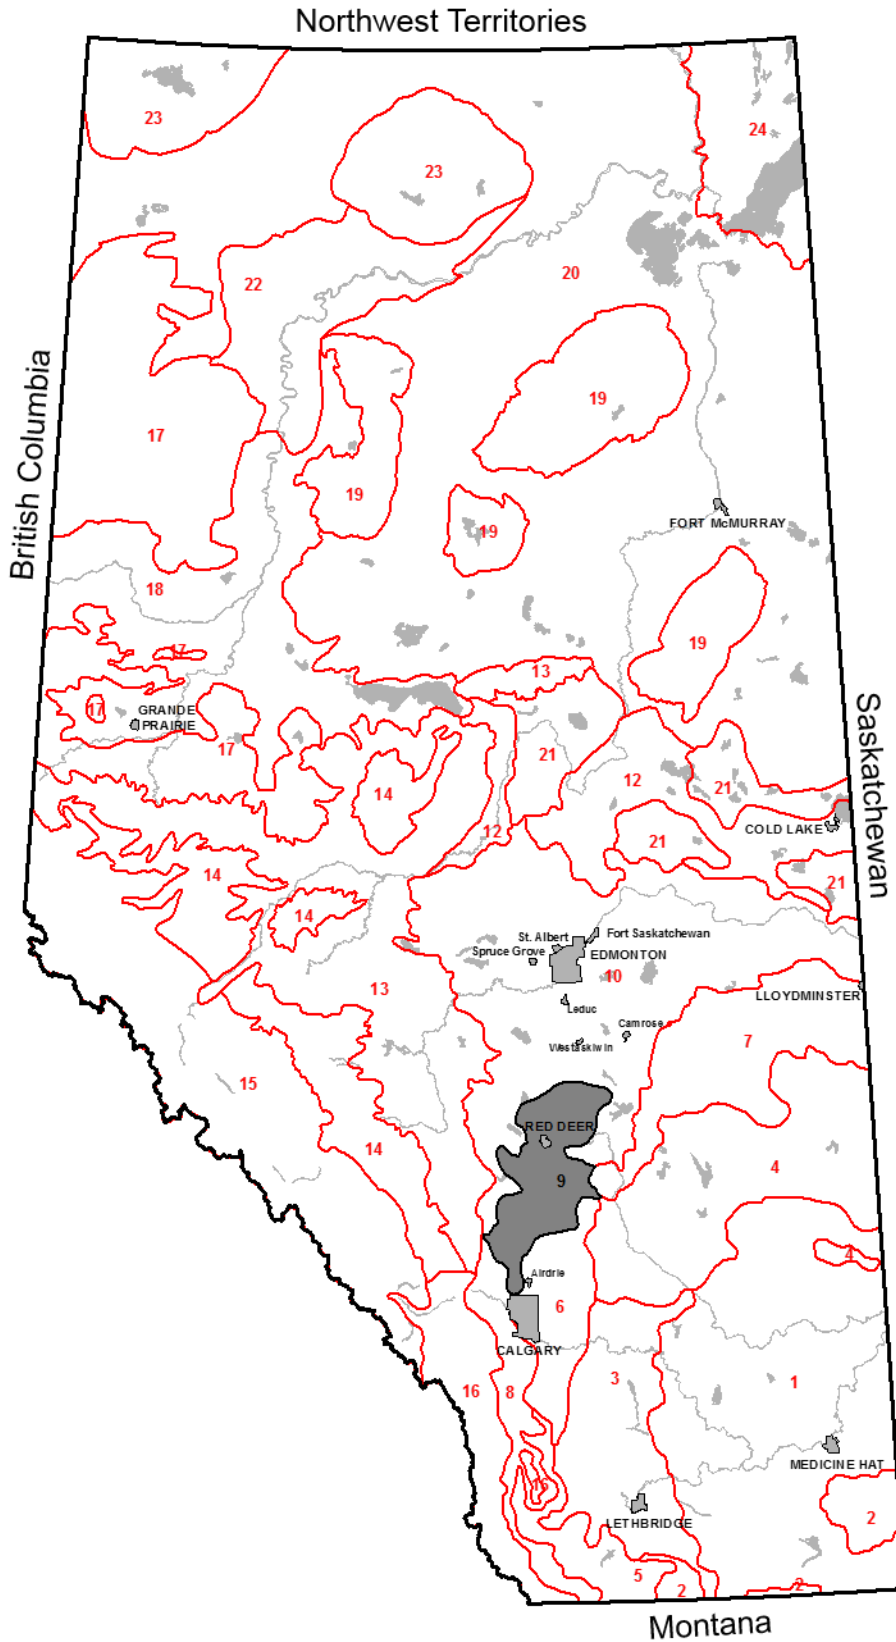 Northwest Territories
23
24
23
22
20
British Columbia
19
17
19
19
FORT McMURRAY
18
19
17
13
17
GRANDE
PRAIRIE
Saskatchewan
17
21
12
21
14
12
COLD LAKE
21
14
21
14
St. Albert
Fort Saskatchewan
Spruce Grove
EDMONTON
10
13
LLOYDMINSTER
Leduc
Camrose
Wetaskiwin
7
15
RED DEER
14
4
9
4
Airdrie
6
CALGARY
3
1
16
8
MEDICINE HAT
16
2
LETHBRIDGE
5
2
2
Montana